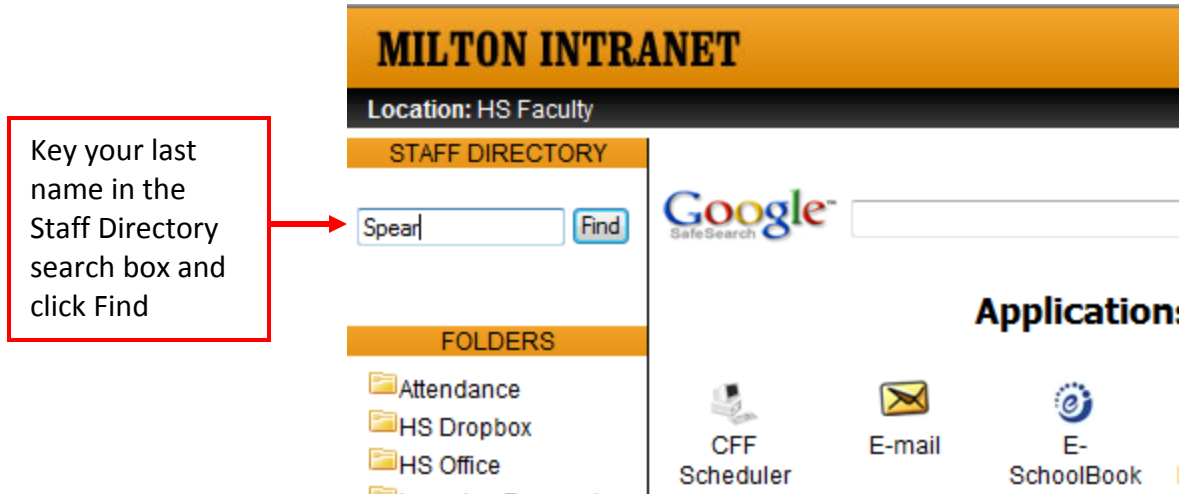 MILTON INTRANET
Location: HS Faculty
Key your last
name in the
Staff Directory
search box and
click Find
STAFF DIRECTORY
Spear
Find
Google™
SafeSearch
Applications
FOLDERS
Attendance
HS Dropbox
HS Office
CFF
Scheduler
E-mail
E-
SchoolBook